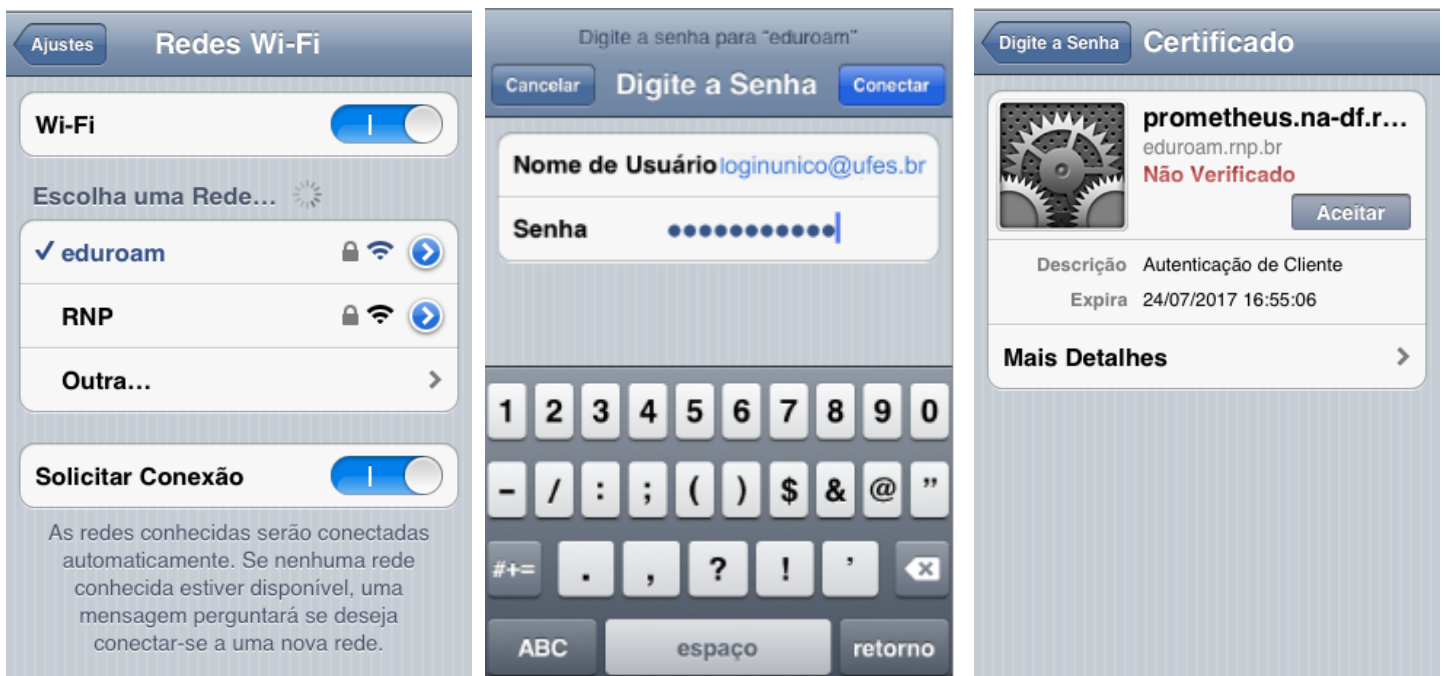 Ajustes
Redes Wi-Fi
Wi-Fi
Escolha uma Rede...
eduroam
RNP
Outra...
Solicitar Conexão
As redes conhecidas serão conectadas
automaticamente. Se nenhuma rede
conhecida estiver disponível, uma
mensagem perguntará se deseja
conectar-se a uma nova rede.
Digite a senha para “eduroam”
Cancelar
Digite a Senha
Conectar
Nome de Usuário loginunico@ufes.br
Senha ●●●●●●●●●●●
1 2 3 4 5 6 7 8 9 0
- / : ; ( ) $ & @ ”
#+= . , ? ! ’
ABC espaço retorno
Digite a Senha
Certificado
prometheus.na-df.r...
eduroam.rnp.br
Não Verificado
Aceitar
Descrição Autenticação de Cliente
Expira 24/07/2017 16:55:06
Mais Detalhes